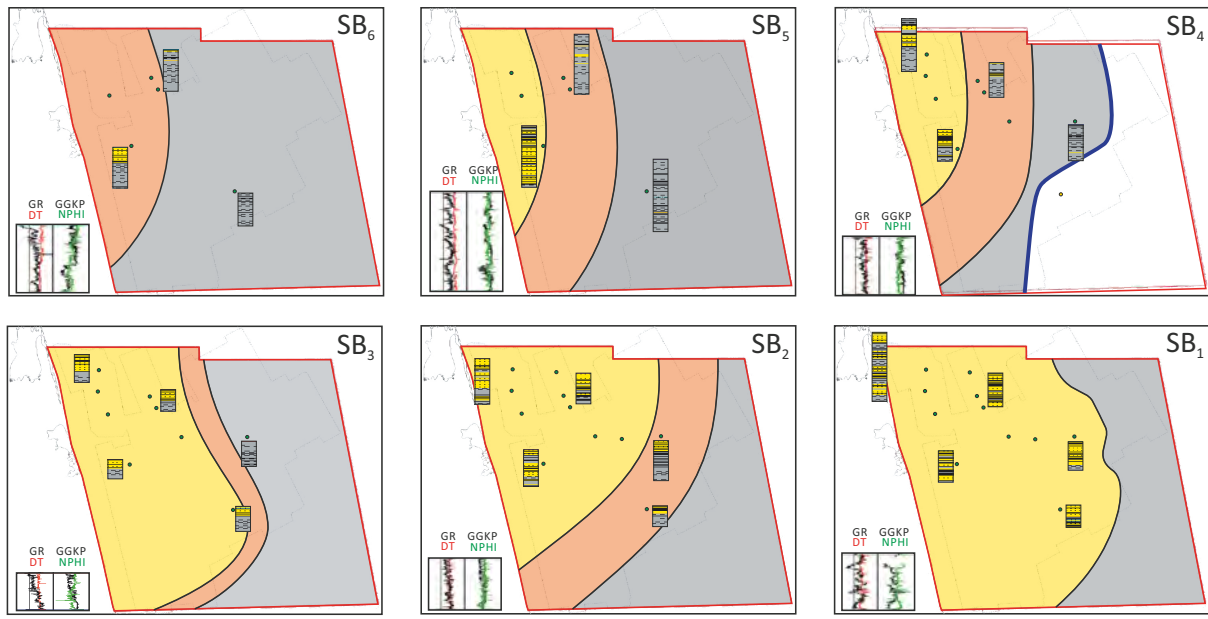 SB6
GR GGKP
DT NPHI
SB5
GR GGKP
DT NPHI
SB4
GR GGKP
DT NPHI
SB3
GR GGKP
DT NPHI
SB2
GR GGKP
DT NPHI
SB1
GR GGKP
DT NPHI